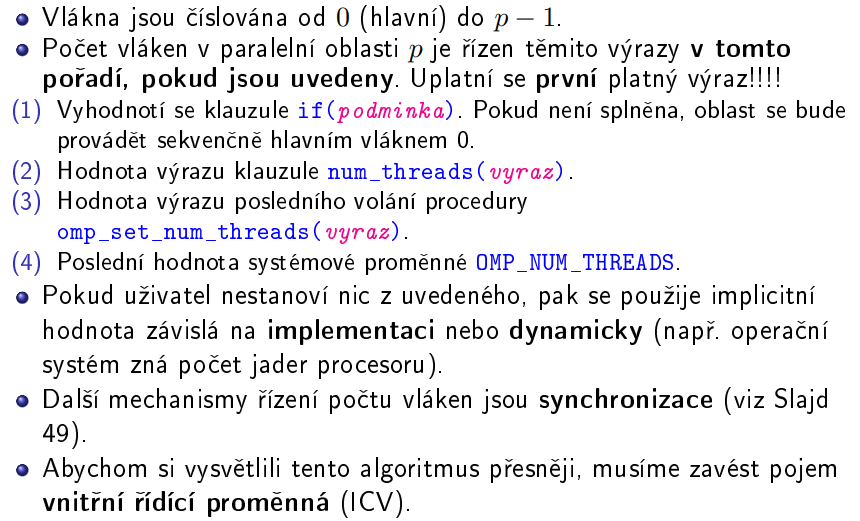 • Vlákna jsou číslována od 0 (hlavní) do p − 1.
• Počet vláken v paralelní oblasti p je řízen těmito výrazy v tomto
pořadí, pokud jsou uvedeny. Uplatní se první platný výraz!!!!
(1) Vyhodnotí se klauzule if(podminka). Pokud není splněna, oblast se bude
provádět sekvenčně hlavním vláknem 0.
(2) Hodnota výrazu klauzule num_threads(vyraz).
(3) Hodnota výrazu posledního volání procedury
omp_set_num_threads(vyraz).
(4) Poslední hodnota systémové proměnné OMP_NUM_THREADS.
• Pokud uživatel nestanoví nic z uvedeného, pak se použije implicitní
hodnota závislá na implementaci nebo dynamicky (např. operační
systém zná počet jader procesoru).
• Další mechanismy řízení počtu vláken jsou synchronizace (viz Slajd
49).
• Abychom si vysvětlili tento algoritmus přesněji, musíme zavést pojem
vnitřní řídící proměnná (ICV).